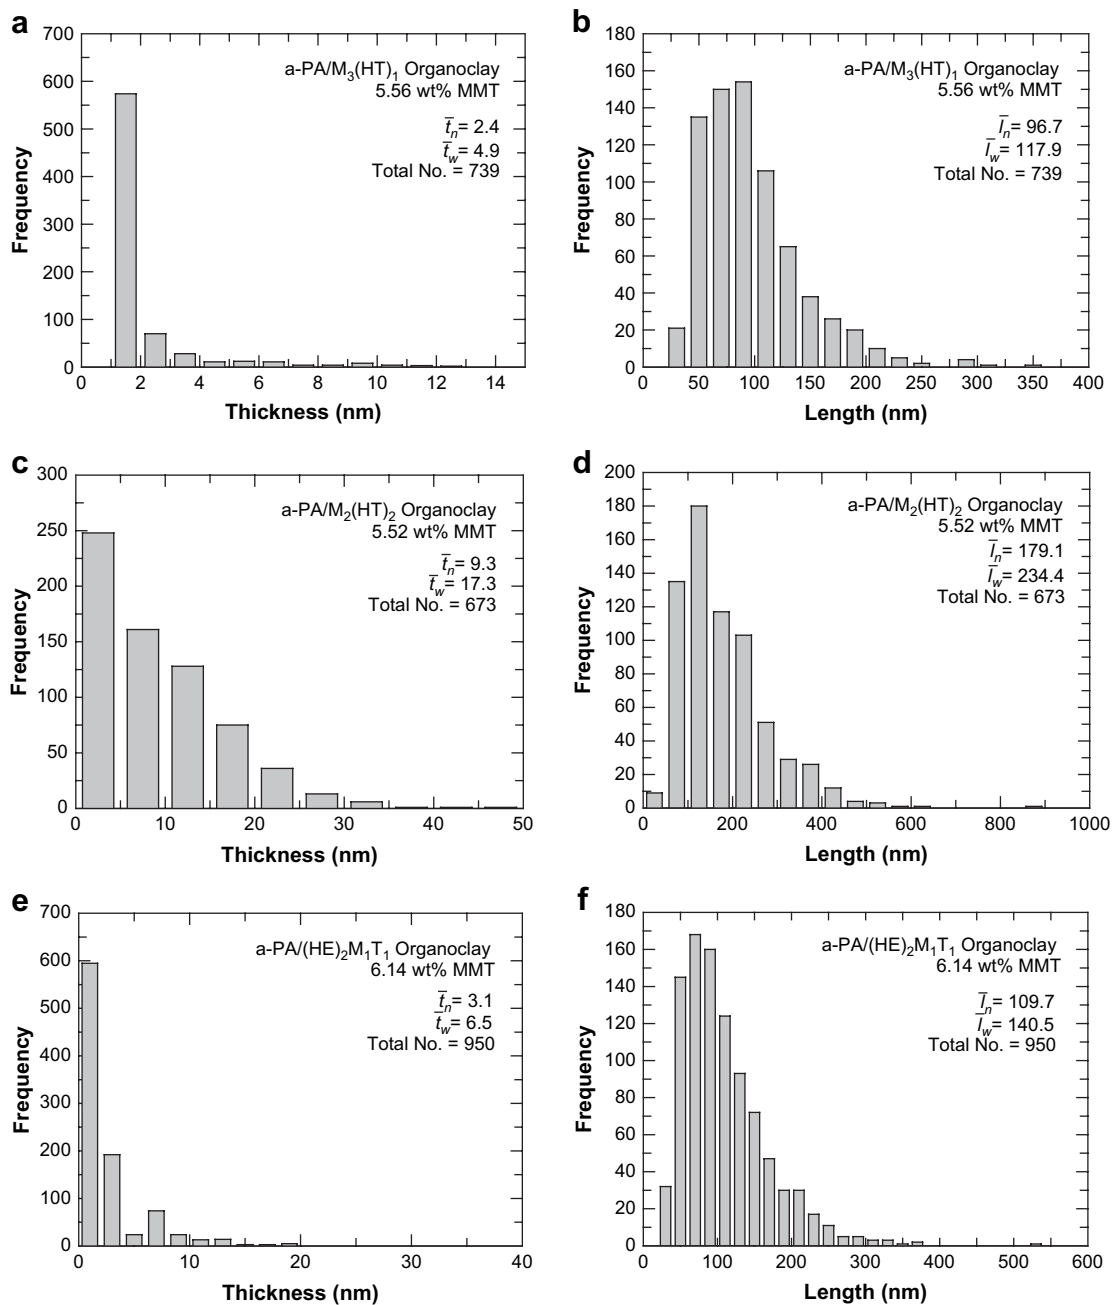 a
700
600
500
400
300
200
100
0
Frequency
a-PA/M₃(HT)₁ Organoclay
5.56 wt% MMT
t̅ₙ= 2.4
t̅w= 4.9
Total No. = 739
0 2 4 6 8 10 12 14
Thickness (nm)
b
180
160
140
120
100
80
60
40
20
0
Frequency
a-PA/M₃(HT)₁ Organoclay
5.56 wt% MMT
l̅ₙ= 96.7
l̅w= 117.9
Total No. = 739
0 50 100 150 200 250 300 350 400
Length (nm)
c
300
250
200
150
100
50
0
Frequency
a-PA/M₂(HT)₂ Organoclay
5.52 wt% MMT
t̅ₙ= 9.3
t̅w= 17.3
Total No. = 673
0 10 20 30 40 50
Thickness (nm)
d
200
180
160
140
120
100
80
60
40
20
0
Frequency
a-PA/M₂(HT)₂ Organoclay
5.52 wt% MMT
l̅ₙ= 179.1
l̅w= 234.4
Total No. = 673
0 200 400 600 800 1000
Length (nm)
e
700
600
500
400
300
200
100
0
Frequency
a-PA/(HE)₂M₁T₁ Organoclay
6.14 wt% MMT
t̅ₙ= 3.1
t̅w= 6.5
Total No. = 950
0 10 20 30 40
Thickness (nm)
f
180
160
140
120
100
80
60
40
20
0
Frequency
a-PA/(HE)₂M₁T₁ Organoclay
6.14 wt% MMT
l̅ₙ= 109.7
l̅w= 140.5
Total No. = 950
0 100 200 300 400 500 600
Length (nm)